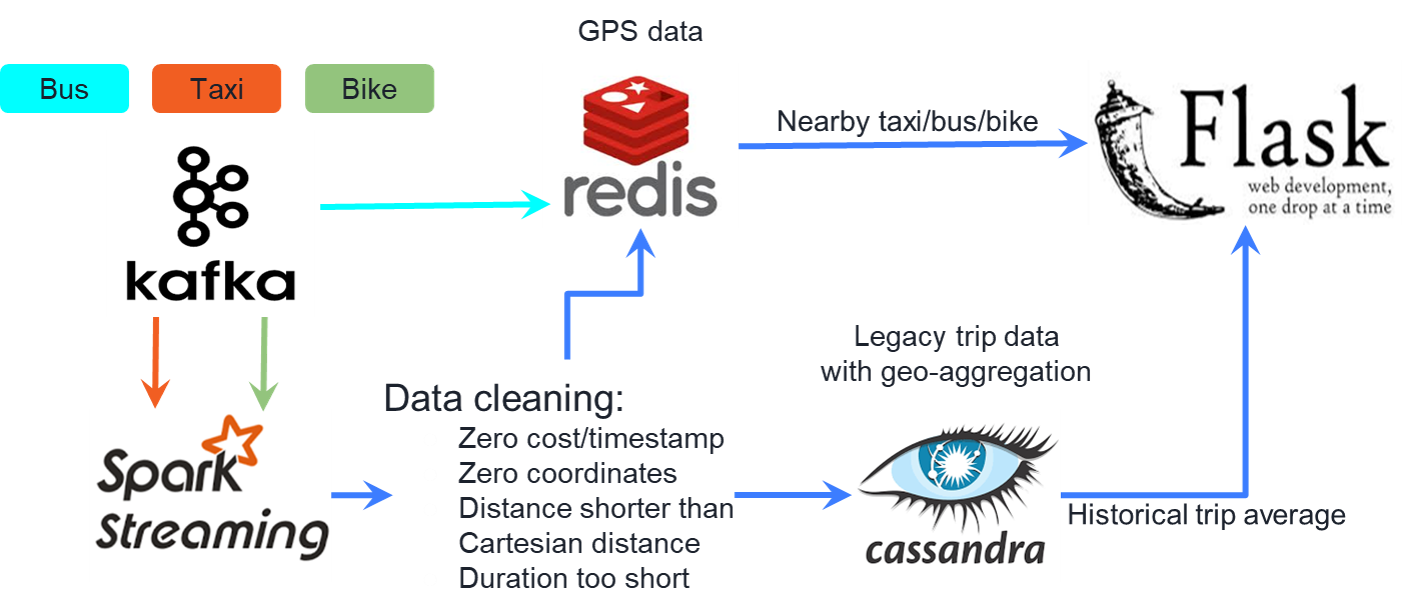 GPS data
Bus
Taxi
Bike
redis
Nearby taxi/bus/bike
Flask
web development,
one drop at a time
kafka
Spark
Streaming
Data cleaning:
Zero cost/timestamp
Zero coordinates
Distance shorter than
Cartesian distance
Duration too short
Legacy trip data
with geo-aggregation
cassandra
Historical trip average